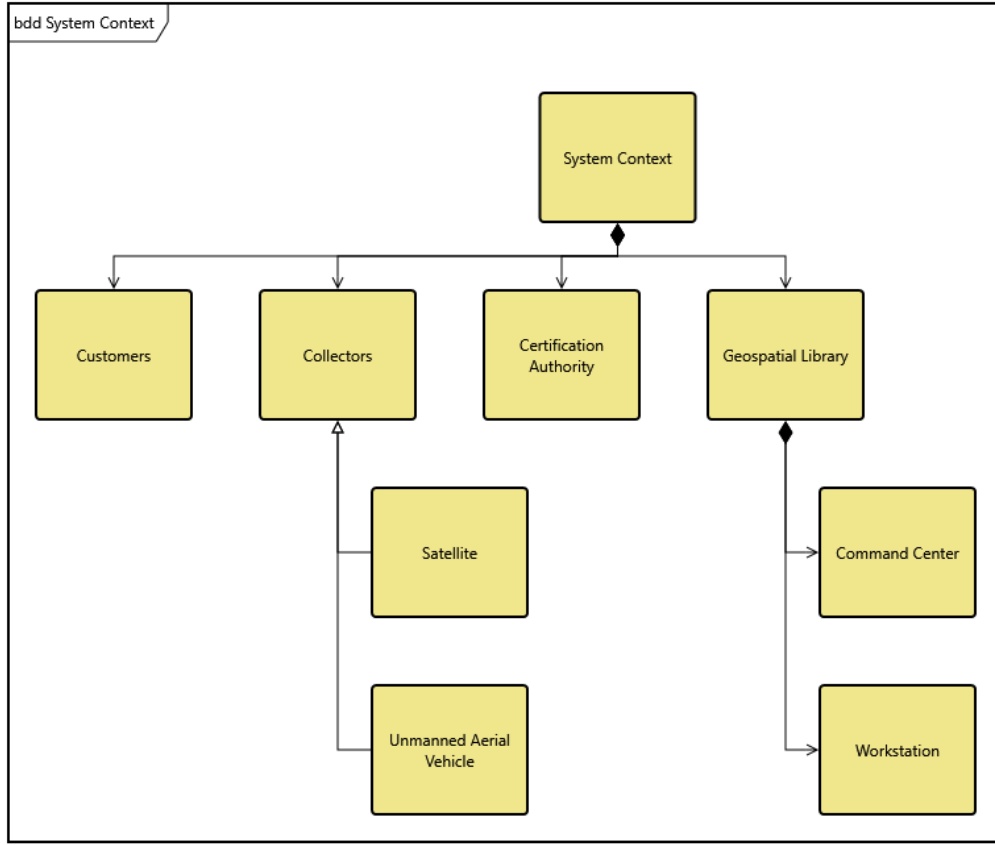 bdd System Context
System Context
Customers
Collectors
Certification
Authority
Geospatial Library
Satellite
Command Center
Unmanned Aerial
Vehicle
Workstation